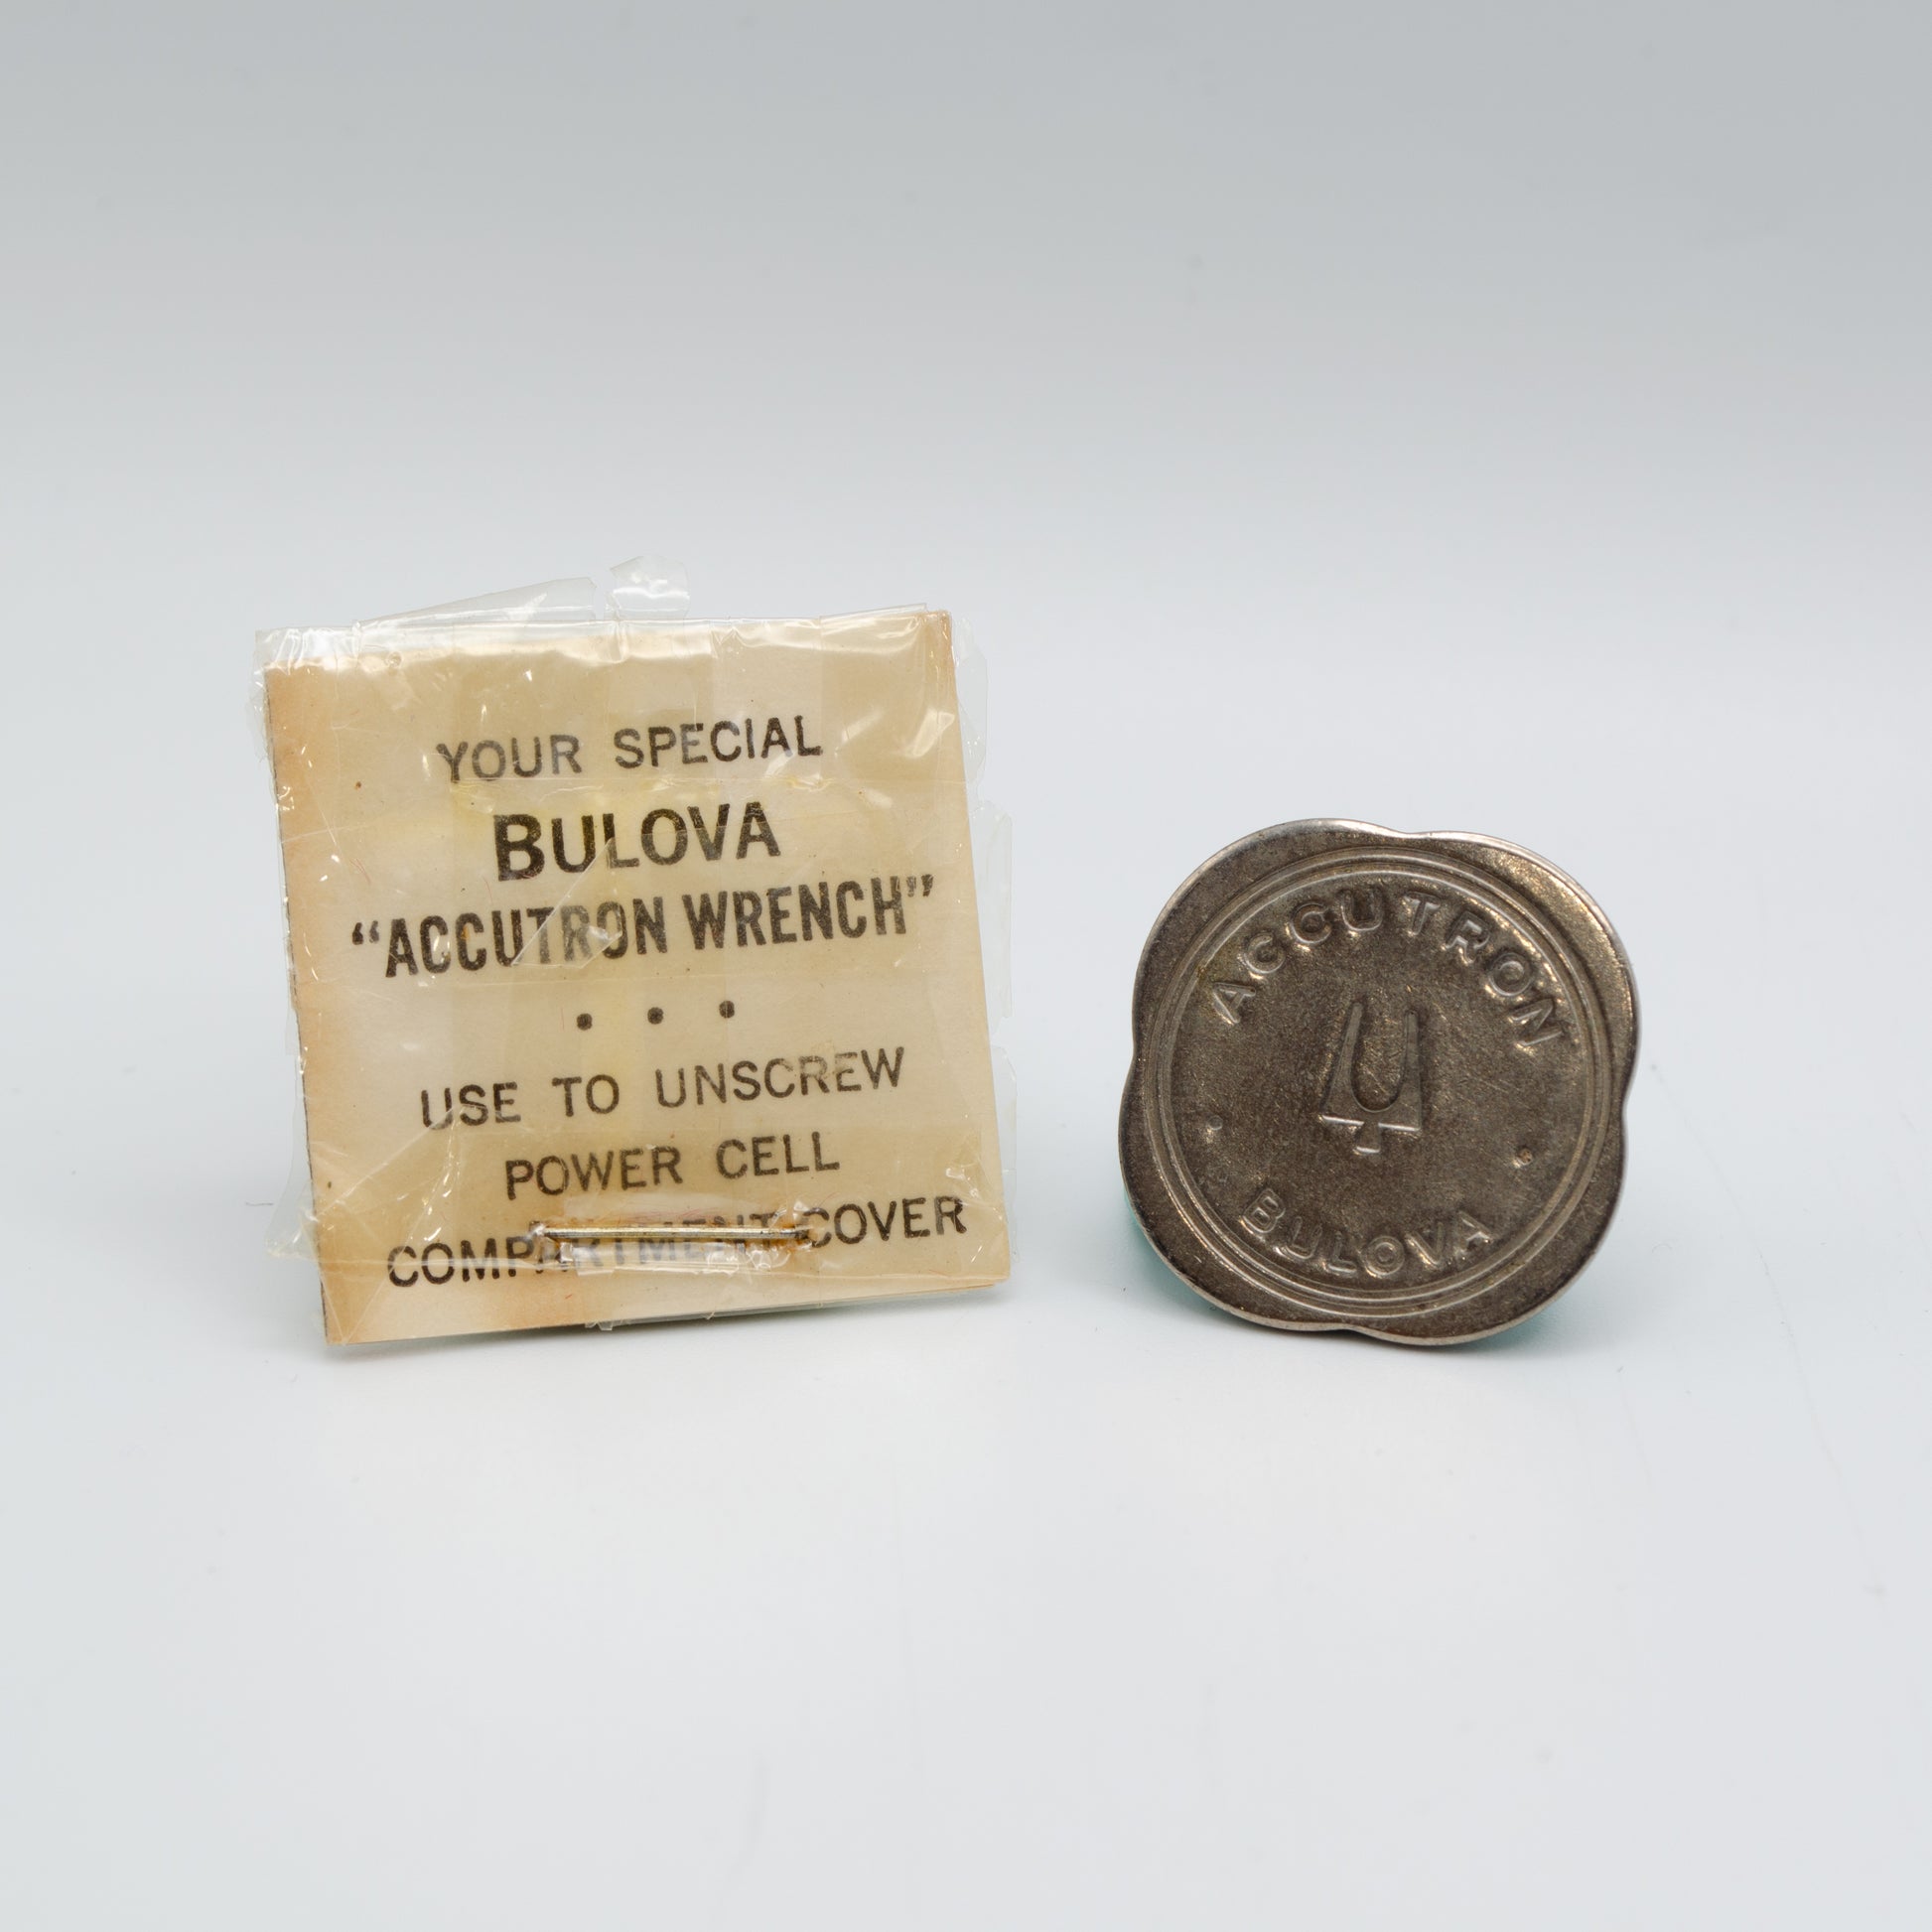 YOUR SPECIAL
BULOVA
“ACCUTRON WRENCH”
• • •
USE TO UNSCREW
POWER CELL
COMPARTMENT COVER
ACCUTRON
BULOVA